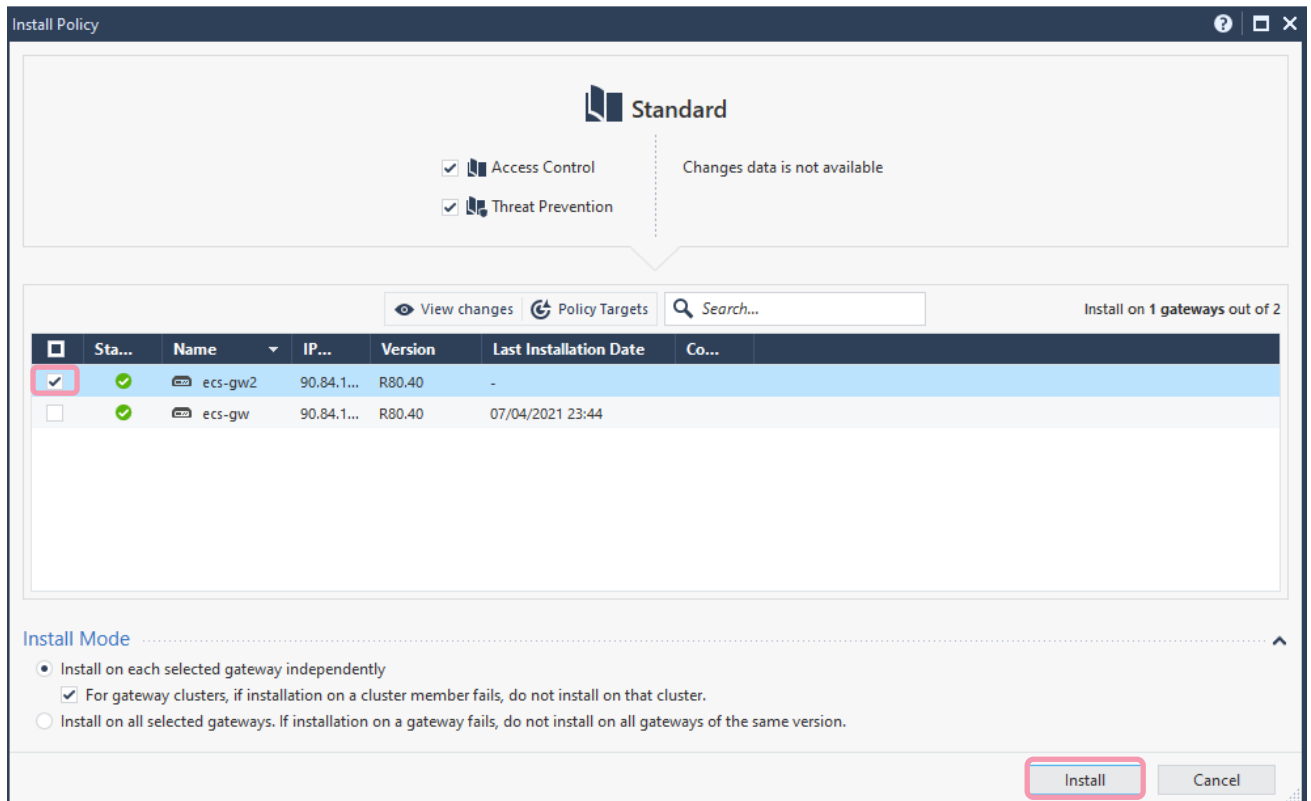 Install Policy
Standard
Access Control
Changes data is not available
Threat Prevention
View changes Policy Targets Search... Install on 1 gateways out of 2
Sta... Name IP... Version Last Installation Date Co...
ecs-gw2 90.84.1... R80.40 -
ecs-gw 90.84.1... R80.40 07/04/2021 23:44
Install Mode
Install on each selected gateway independently
For gateway clusters, if installation on a cluster member fails, do not install on that cluster.
Install on all selected gateways. If installation on a gateway fails, do not install on all gateways of the same version.
Install Cancel